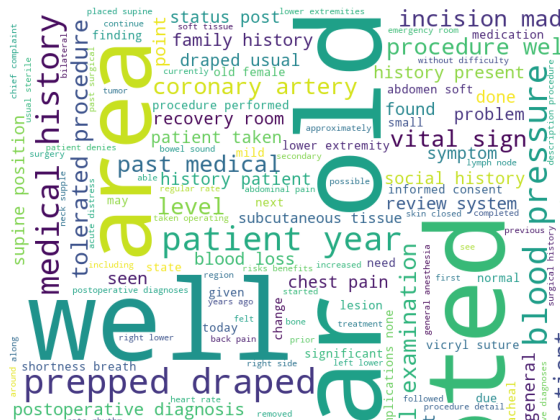 placed supine
lower extremities
status post
soft tissue
continue
finding
family history
point
incision mad
emergency room
medication
procedure wel
without difficulty
draped usual
currently
old female
history present
chief complaint
usual sterile
medical history
bilateral
tolerated procedure
past surgical
tumor
area
coronary artery
old
abdomen soft
done
found
problem
small
procedure performed
recovery room
approximately
patient taken
lower extremity
vital sign
blood pressure
description procedure
patient denies
surgery
bowel sound
mild
secondary
symptom
lymph node
past medical
able
history patient
possible
social history
supine position
neck supple
acute distress
regular rate
abdominal pain
informed consent
may
level
next
review system
taken operating
subcutaneous tissue
skin closed
completed
patient year
previous
blood loss
see
including
state
risks benefits
increased
need
seen
region
chest pain
general anesthesia
first
normal
surgical history
postoperative diagnoses
given
started
years ago
change
lesion
well
felt
bone
today
treatment
right lower
back pain
prior
vicryl suture
along
significant
shortness breath
right side
left lower
around
prepped draped
heart rate
followed
due
procedure detail
diagnoses
postoperative diagnosis
removed